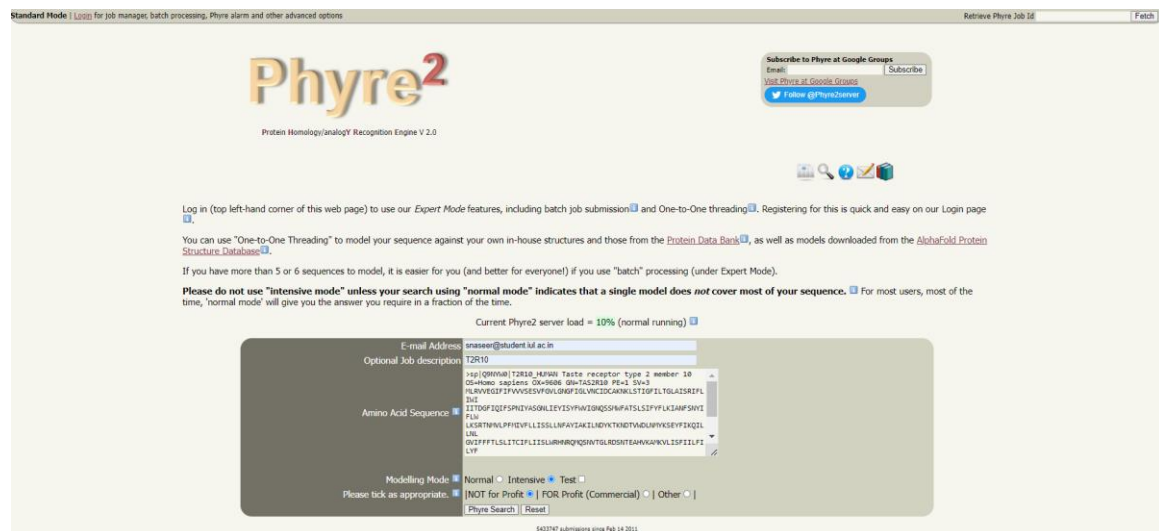 Standard Mode | Login for job manager, batch processing, Phyre alarm and other advanced options
Retrieve Phyre Job Id Fetch
Phyre2
Protein Homology/analogY Recognition Engine V 2.0
Subscribe to Phyre at Google Groups
Email: Subscribe
Visit Phyre at Google Groups
Follow @Phyre2server
Log in (top left-hand corner of this web page) to use our Expert Mode features, including batch job submission and One-to-One threading. Registering for this is quick and easy on our Login page
.
You can use "One-to-One Threading" to model your sequence against your own in-house structures and those from the Protein Data Bank, as well as models downloaded from the AlphaFold Protein
Structure Database.
If you have more than 5 or 6 sequences to model, it is easier for you (and better for everyone!) if you use "batch" processing (under Expert Mode).
Please do not use "intensive mode" unless your search using "normal mode" indicates that a single model does not cover most of your sequence. For most users, most of the
time, 'normal mode' will give you the answer you require in a fraction of the time.
Current Phyre2 server load = 10% (normal running)
E-mail Address snaseer@student.iul.ac.in
Optional Job description T2R10
Amino Acid Sequence
>sp|Q9NYW0|T2R10_HUMAN Taste receptor type 2 member 10
OS=Homo sapiens OX=9606 GN=TAS2R10 PE=1 SV=3
MLRVVEGIFIFVVVSESVFGVLGNGFIGLVNCIDCAKNKLSTIGFILTGLAISRIFL
IWI
IITDGFIQIFSPNIYASGNLIEYISYFWVIGNQSSMWFATSLSIFYFLKIANFSNYI
FLW
LKSRTNMVLPFMIVFLLISSLLNFAYIAKILNDYKTKNDTVWDLNMYKSEYFIKQIL
LNL
GVIFFFTLSLITCIFLIISLWRHNRQMQSNVTGLRDSNTEAHVKAMKVLISFIILFI
LYF
Modelling Mode Normal Intensive Test
Please tick as appropriate. |NOT for Profit | FOR Profit (Commercial) | Other |
Phyre Search Reset
5423747 submissions since Feb 14 2011